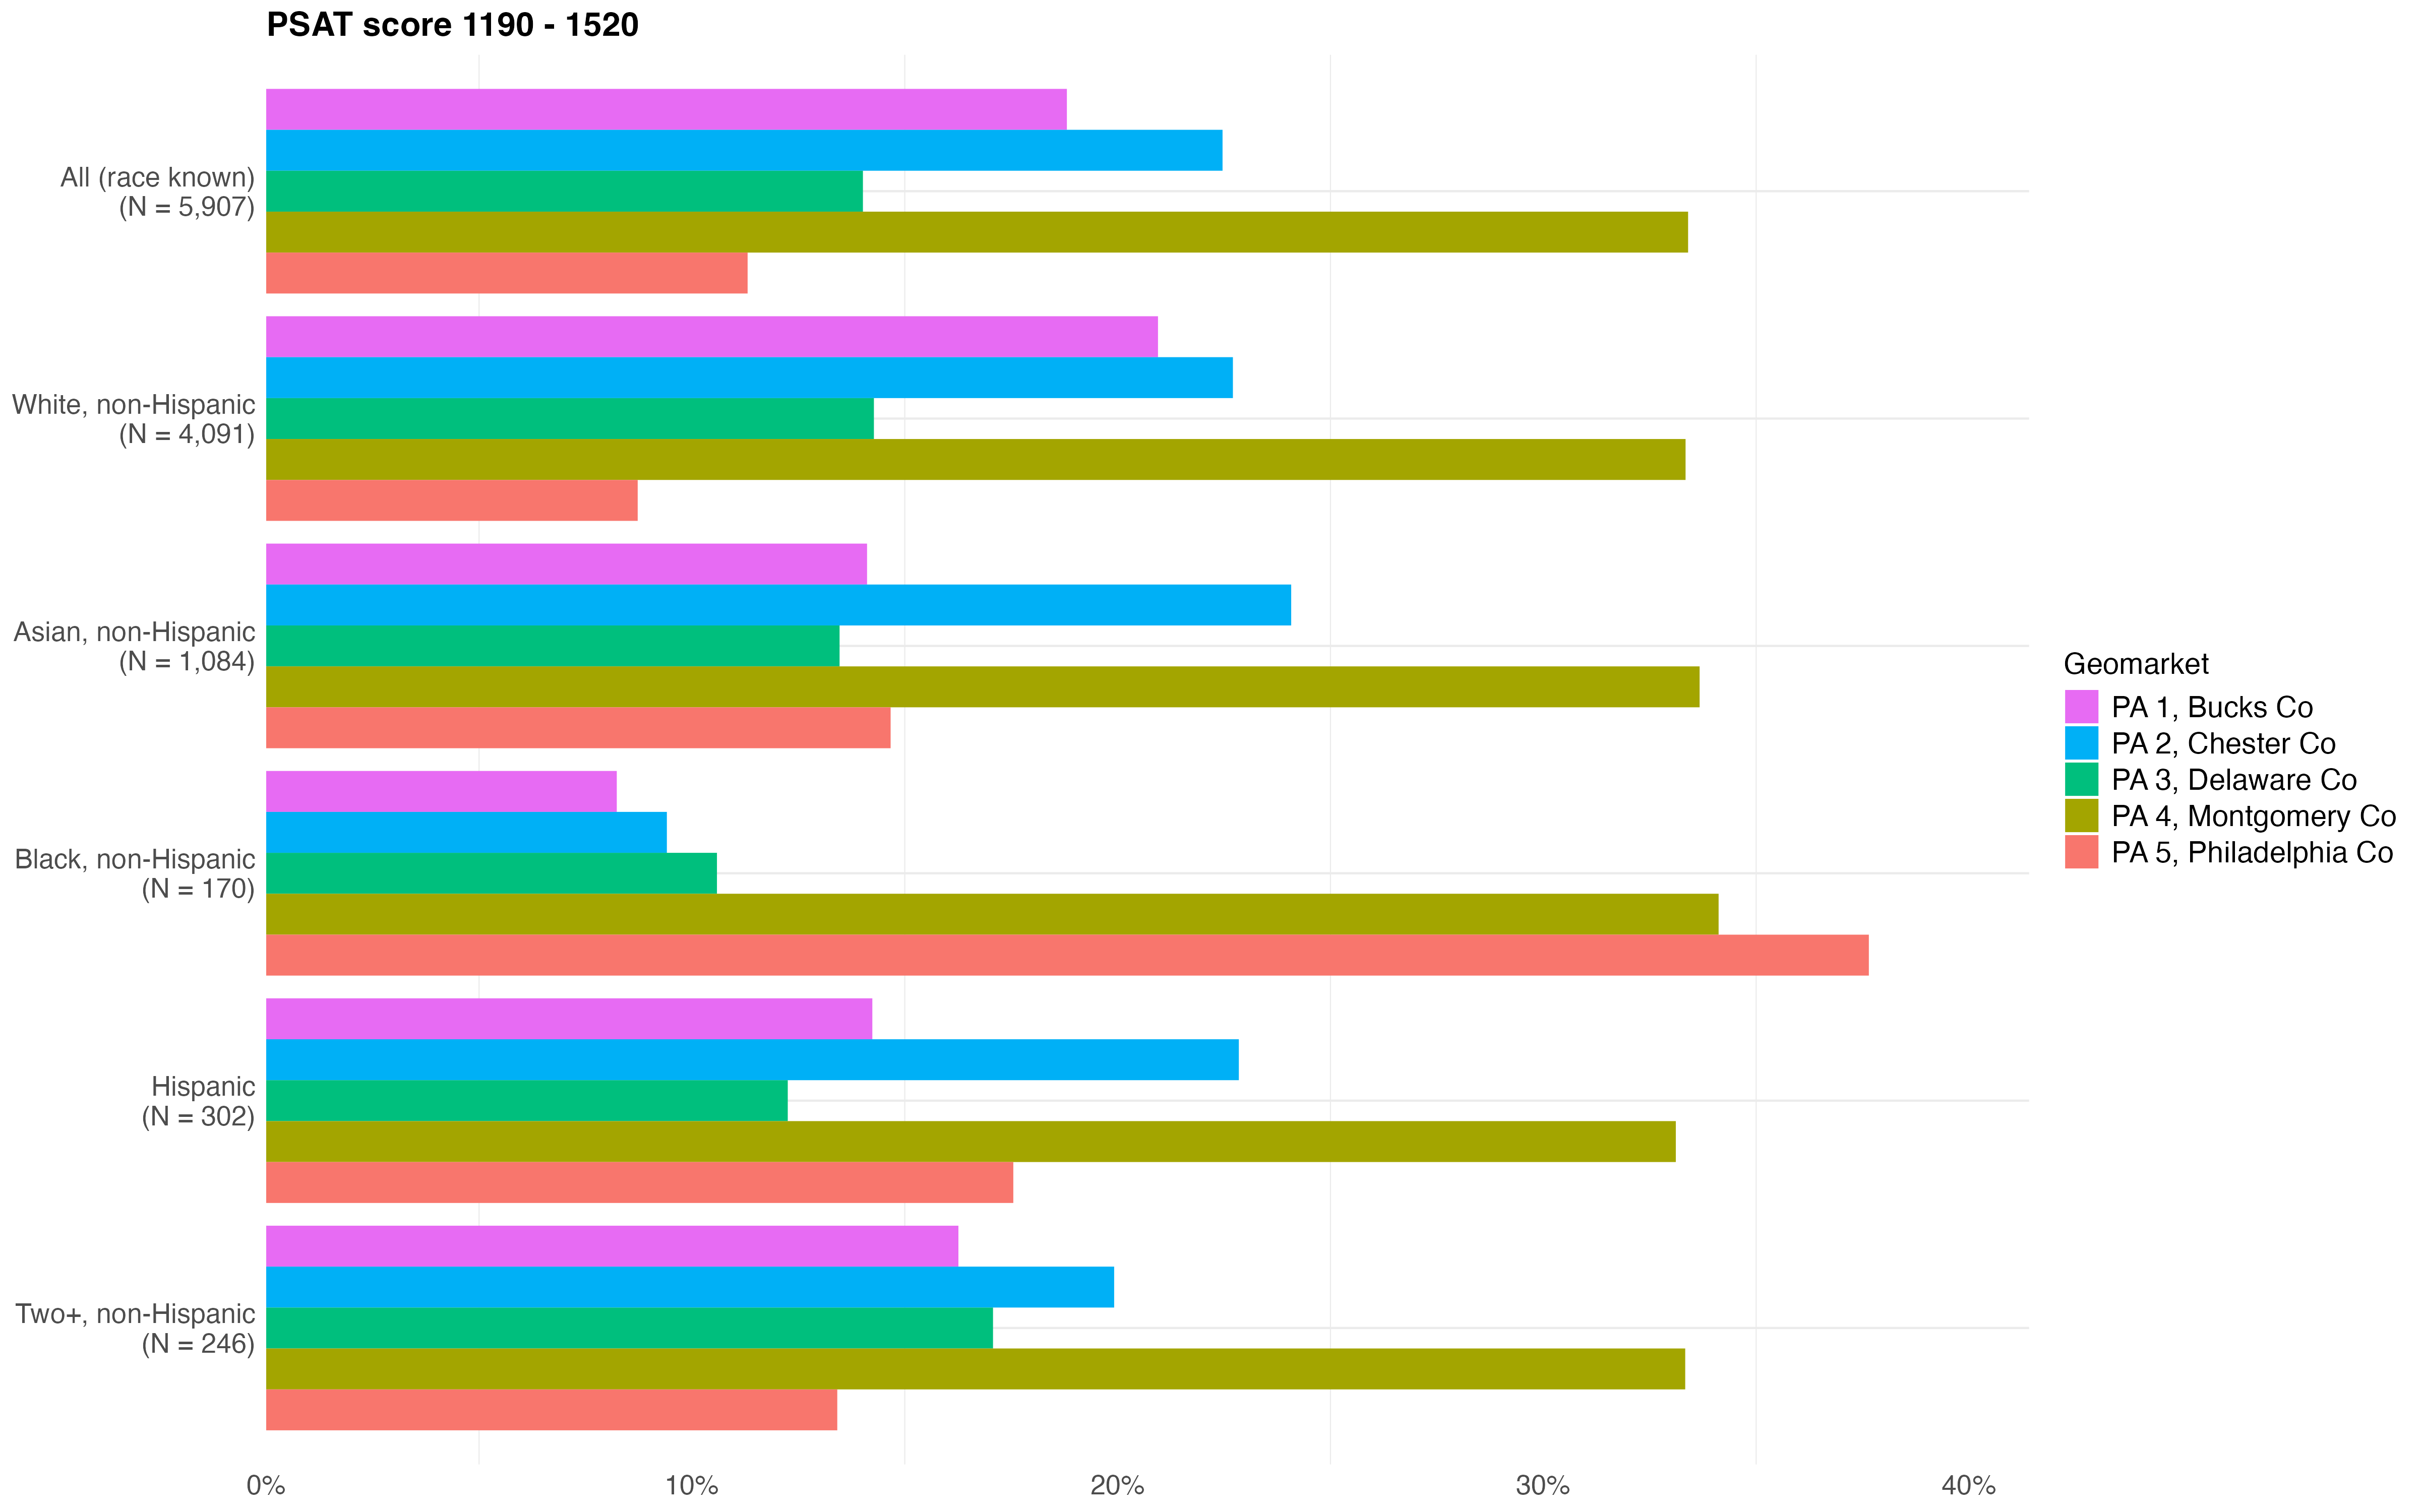 PSAT score 1190 - 1520
All (race known)
(N = 5,907)
White, non-Hispanic
(N = 4,091)
Asian, non-Hispanic
(N = 1,084)
Black, non-Hispanic
(N = 170)
Hispanic
(N = 302)
Two+, non-Hispanic
(N = 246)
0% 10% 20% 30% 40%
Geomarket
PA 1, Bucks Co
PA 2, Chester Co
PA 3, Delaware Co
PA 4, Montgomery Co
PA 5, Philadelphia Co